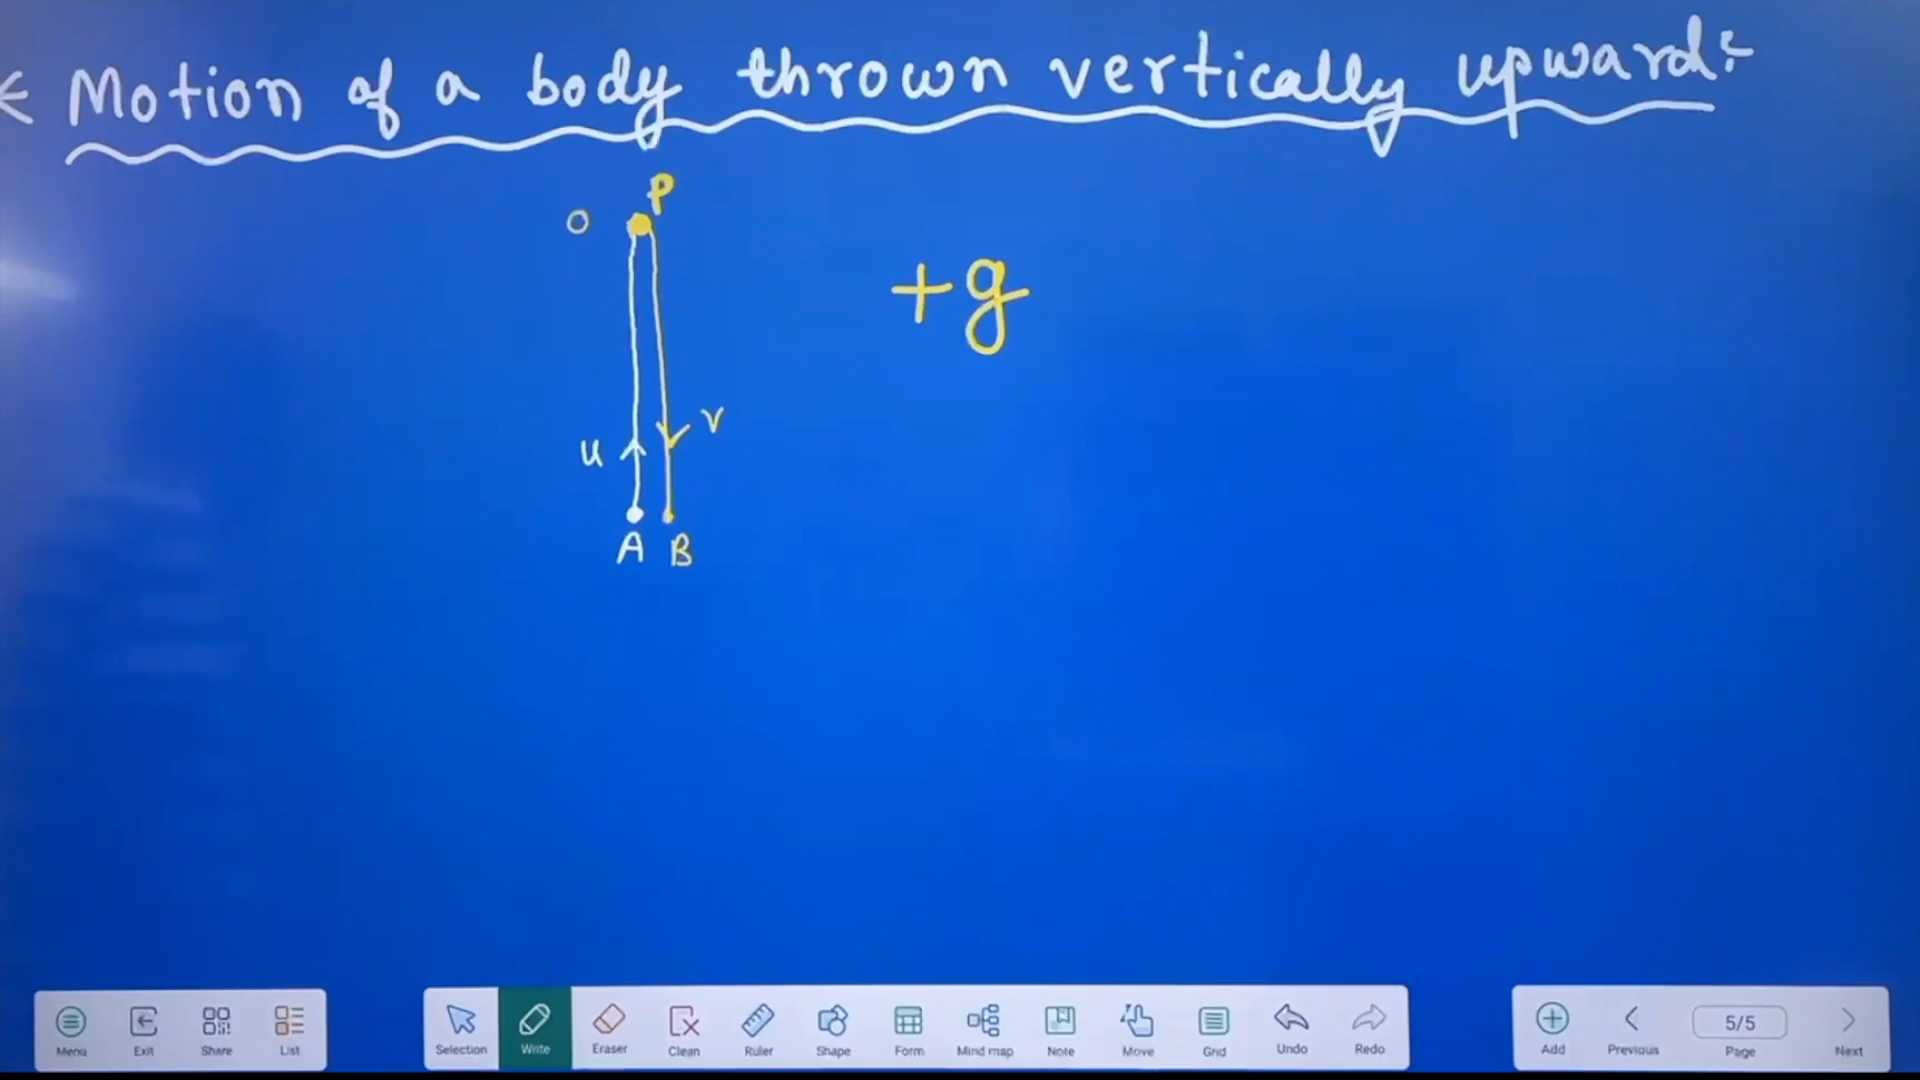 * Motion of a body thrown vertically upward:
P
O
+g
v
u
A B
Menu Exit Share List
Selection Write Eraser Clean Ruler Shape Form Mind map Note Move Grid Undo Redo
Add Previous 5/5 Page Next